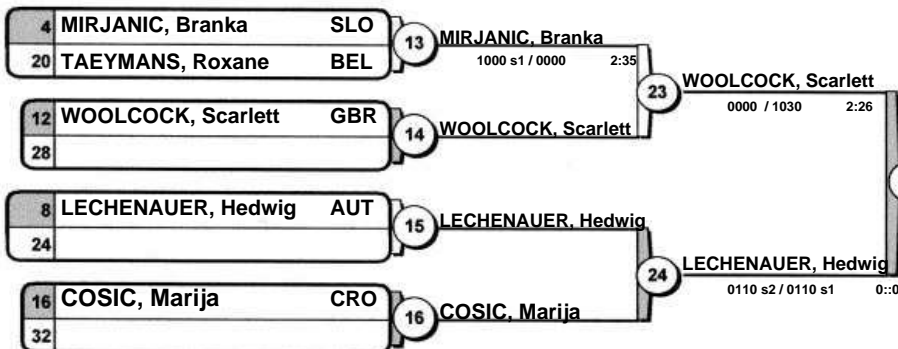 4 MIRJANIC, Branka SLO
20 TAEYMANS, Roxane BEL
13
MIRJANIC, Branka
1000 s1 / 0000 2:35
12 WOOLCOCK, Scarlett GBR
28
14
WOOLCOCK, Scarlett
23
WOOLCOCK, Scarlett
0000 / 1030 2:26
8 LECHENAUER, Hedwig AUT
24
15
LECHENAUER, Hedwig
16 COSIC, Marija CRO
32
16
COSIC, Marija
24
LECHENAUER, Hedwig
0110 s2 / 0110 s1 0::0